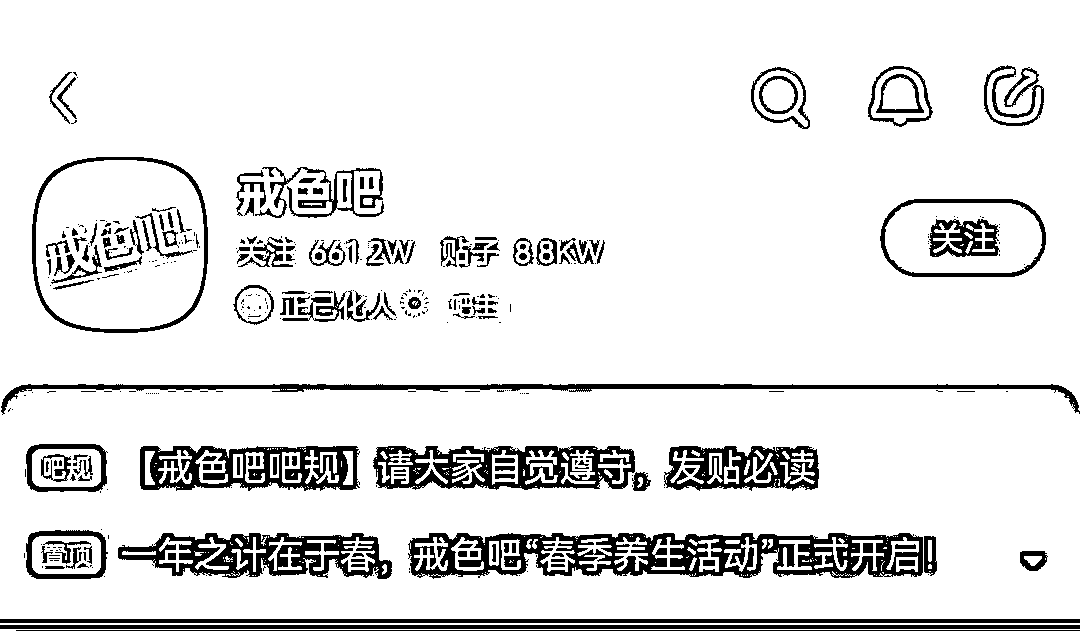 戒色吧
戒色吧
关注 661.2W 贴子 8.8KW
关注
正己化人 吧主
吧规 【戒色吧吧规】请大家自觉遵守，发贴必读
置顶 一年之计在于春，戒色吧“春季养生活动”正式开启！